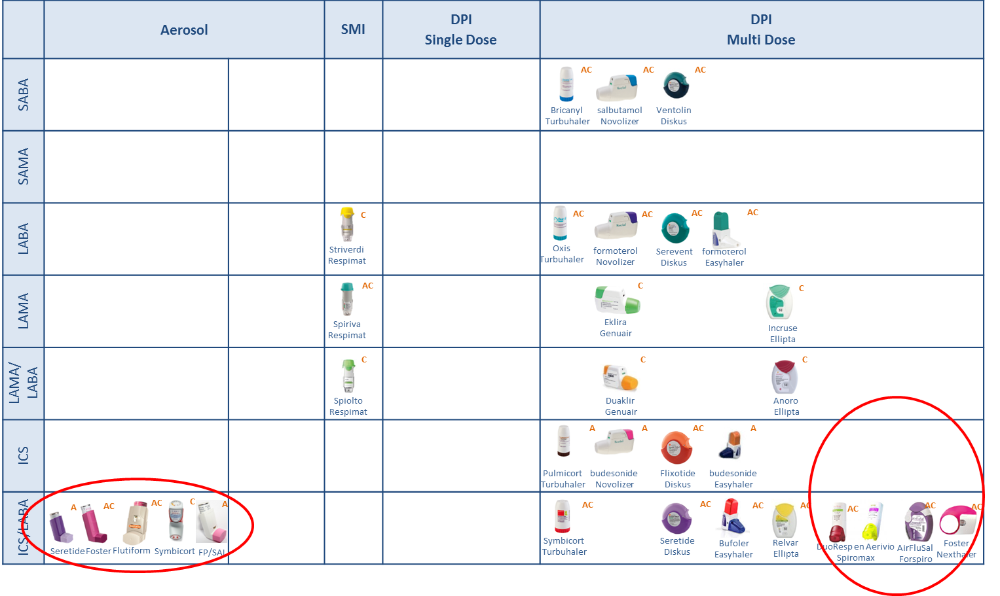 Aerosol
SMI
DPI
Single Dose
DPI
Multi Dose
SABA
AC
AC
AC
Bricanyl
Turbuhaler
salbutamol
Novolizer
Ventolin
Diskus
SAMA
LABA
C
Striverdi
Respimat
AC
AC
AC
AC
Oxis
Turbuhaler
formoterol
Novolizer
Serevent
Diskus
formoterol
Easyhaler
LAMA
AC
Spiriva
Respimat
C
Eklira
Genuair
C
Incruse
Ellipta
LAMA/
LABA
C
Spiolto
Respimat
C
Duaklir
Genuair
C
Anoro
Ellipta
ICS
A
A
AC
A
Pulmicort
Turbuhaler
budesonide
Novolizer
Flixotide
Diskus
budesonide
Easyhaler
ICS/LABA
A
AC
AC
C
A
Seretide
Foster
Flutiform
Symbicort
FP/SAL
AC
AC
AC
AC
AC
AC
AC
Symbicort
Turbuhaler
Seretide
Diskus
Bufoler
Easyhaler
Relvar
Ellipta
DuoResp en Aerivio
Spiromax
AirFluSal
Forspiro
Foster
Nexthaler